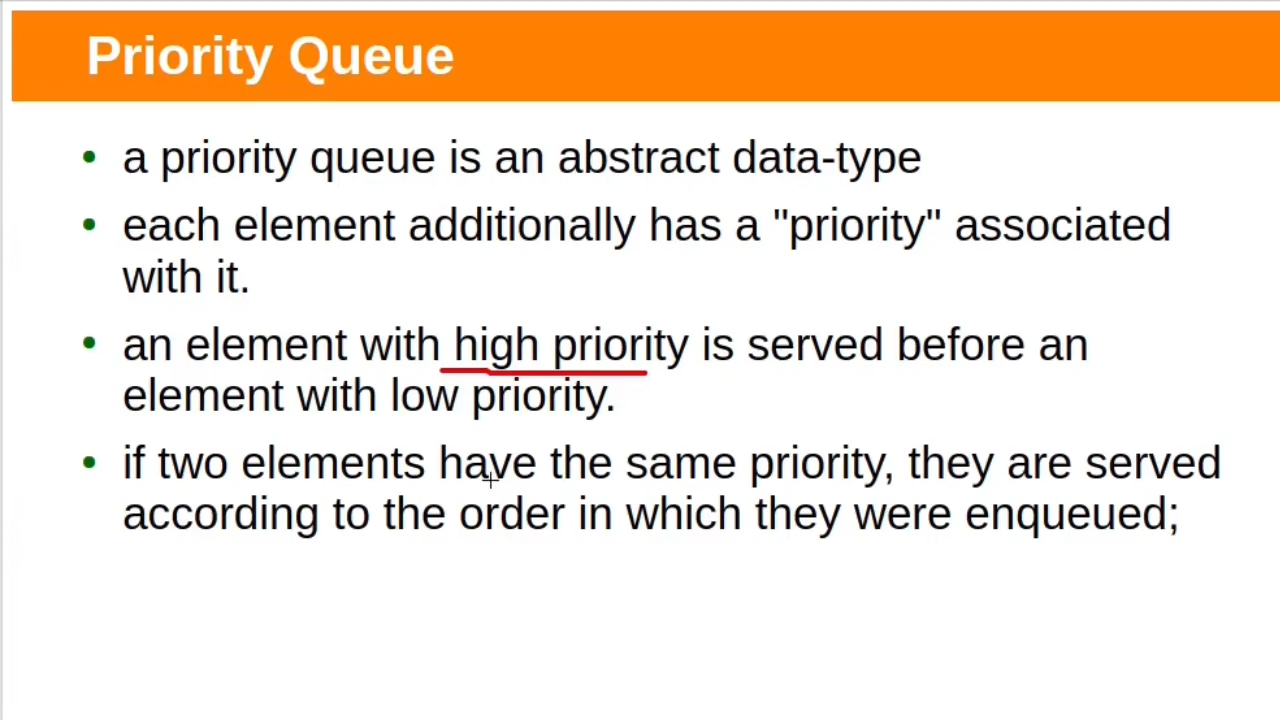 Priority Queue
• a priority queue is an abstract data-type
• each element additionally has a "priority" associated
with it.
• an element with high priority is served before an
element with low priority.
• if two elements have the same priority, they are served
according to the order in which they were enqueued;